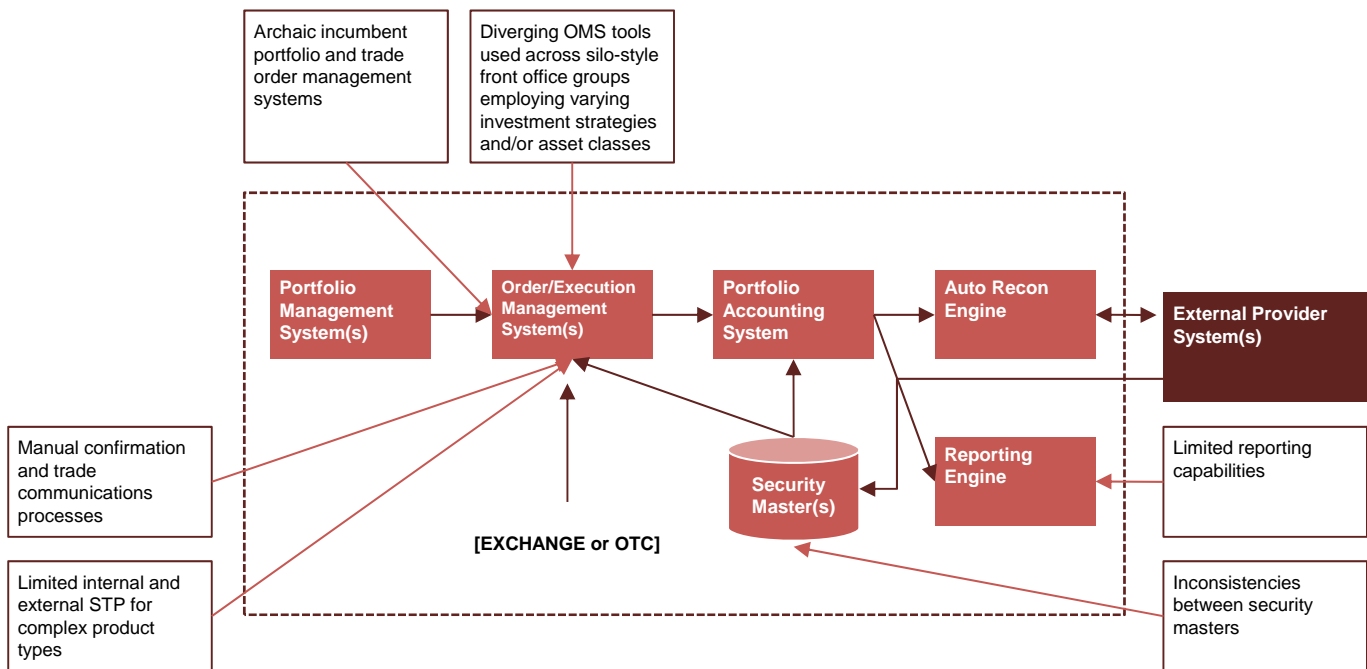 Archaic incumbent
portfolio and trade
order management
systems
Diverging OMS tools
used across silo-style
front office groups
employing varying
investment strategies
and/or asset classes
Portfolio
Management
System(s)
Order/Execution
Management
System(s)
Portfolio
Accounting
System
Auto Recon
Engine
External Provider
System(s)
Manual confirmation
and trade
communications
processes
Security
Master(s)
Reporting
Engine
Limited reporting
capabilities
[EXCHANGE or OTC]
Limited internal and
external STP for
complex product
types
Inconsistencies
between security
masters